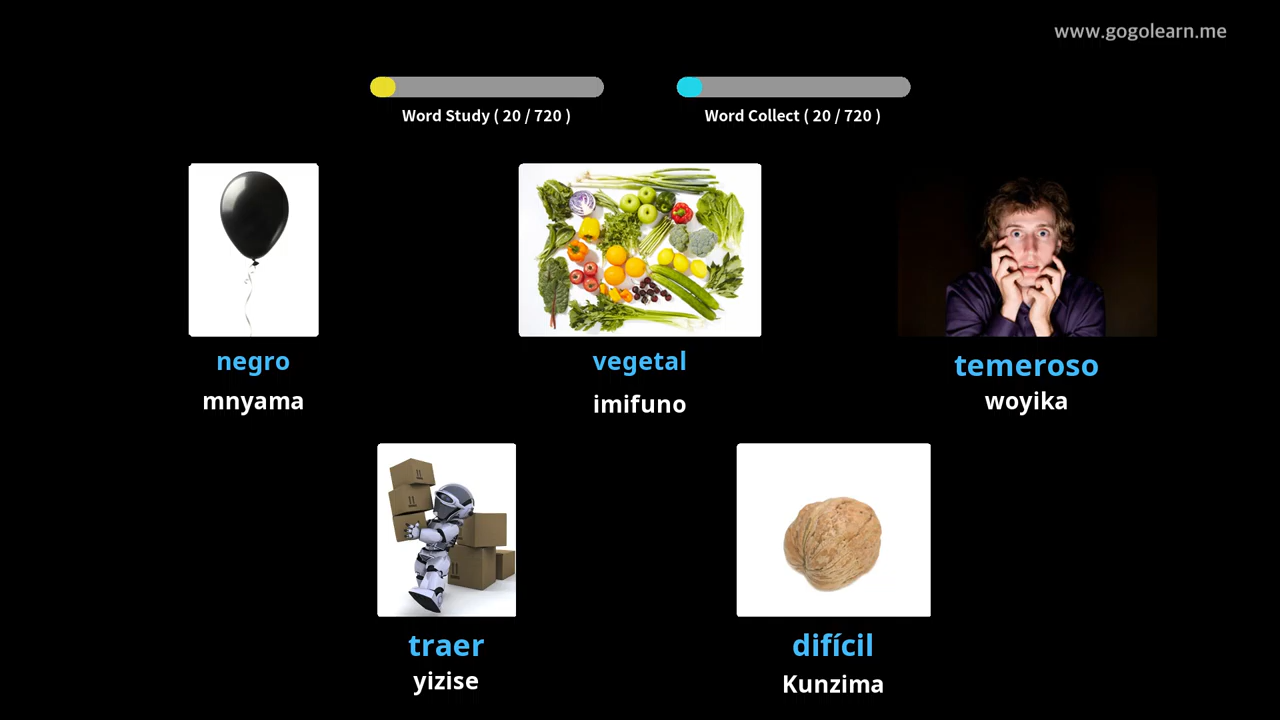 www.gogolearn.me
Word Study ( 20 / 720 )
Word Collect ( 20 / 720 )
negro
mnyama
vegetal
imifuno
temeroso
woyika
traer
yizise
difícil
Kunzima